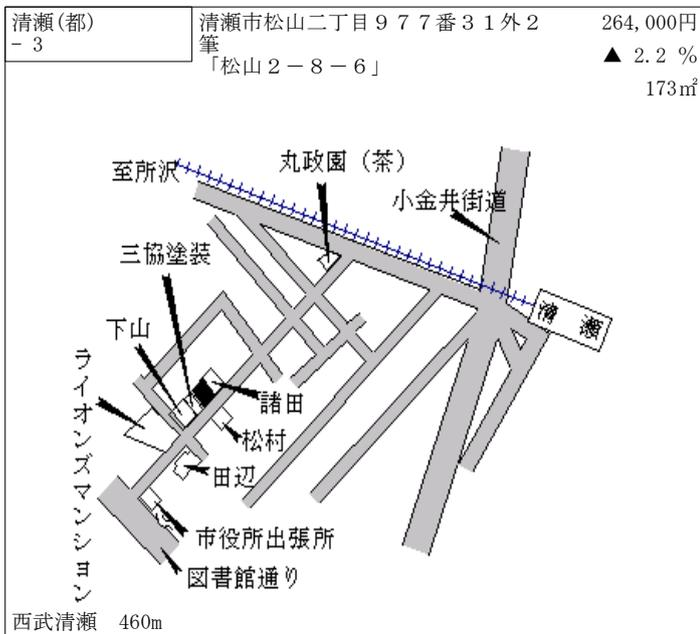 清瀬(都)
－３
清瀬市松山二丁目９７７番３１外２
筆
「松山２－８－６」
264,000円
▲ 2.2 %
173㎡
丸政園（茶）
至所沢
小金井街道
三協塗装
清　瀬
下山
ライオンズマンション
諸田
松村
田辺
市役所出張所
図書館通り
西武清瀬　460m